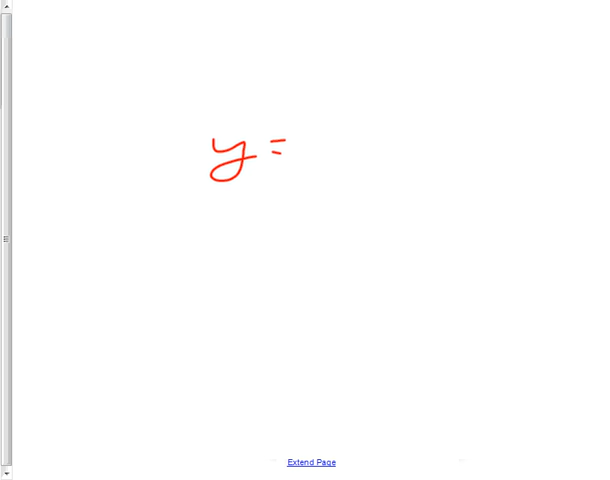 y =
Extend Page